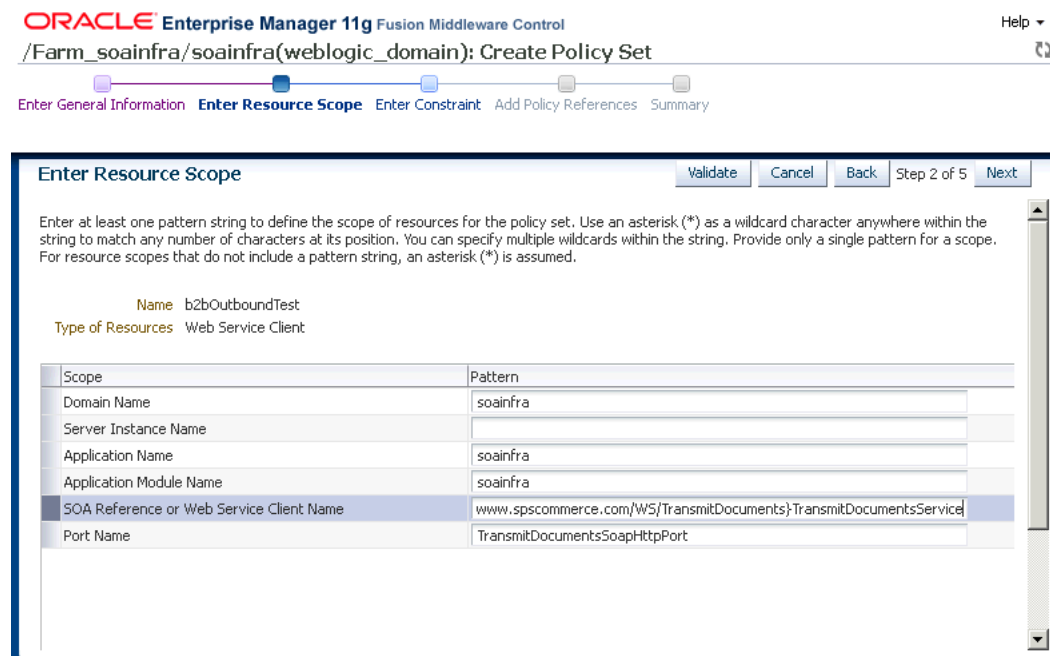 ORACLE Enterprise Manager 11g Fusion Middleware Control
Help
/Farm_soainfra/soainfra(weblogic_domain): Create Policy Set
Enter General Information Enter Resource Scope Enter Constraint Add Policy References Summary
Enter Resource Scope
Validate Cancel Back Step 2 of 5 Next
Enter at least one pattern string to define the scope of resources for the policy set. Use an asterisk (*) as a wildcard character anywhere within the
string to match any number of characters at its position. You can specify multiple wildcards within the string. Provide only a single pattern for a scope.
For resource scopes that do not include a pattern string, an asterisk (*) is assumed.
Name b2bOutboundTest
Type of Resources Web Service Client
Scope Pattern
Domain Name soainfra
Server Instance Name
Application Name soainfra
Application Module Name soainfra
SOA Reference or Web Service Client Name www.spscommerce.com/WS/TransmitDocuments}TransmitDocumentsService
Port Name TransmitDocumentsSoapHttpPort